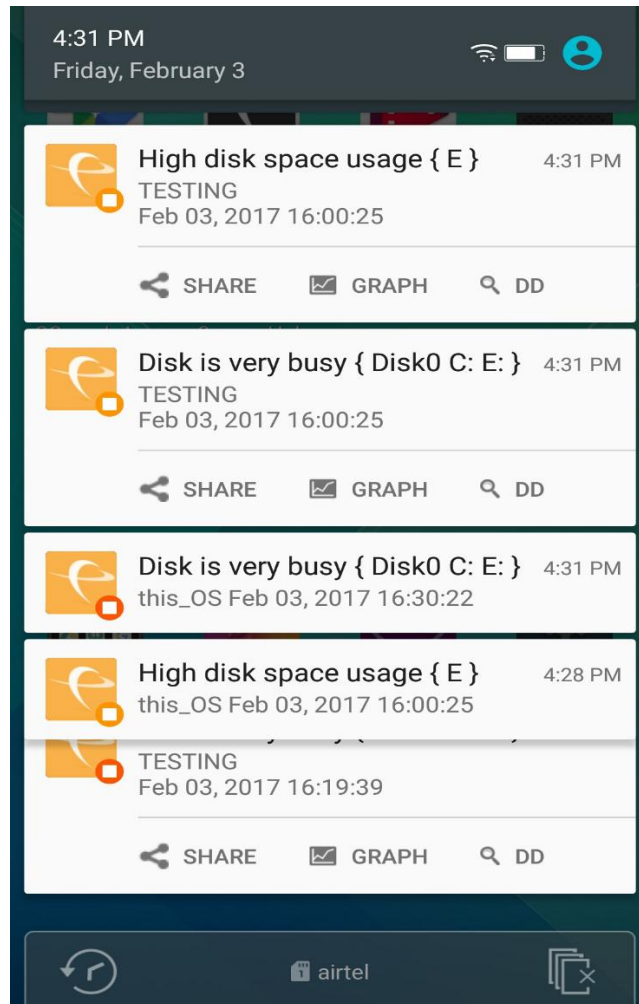 4:31 PM
Friday, February 3
High disk space usage { E } 4:31 PM
TESTING
Feb 03, 2017 16:00:25
SHARE GRAPH DD
Disk is very busy { Disk0 C: E: } 4:31 PM
TESTING
Feb 03, 2017 16:00:25
SHARE GRAPH DD
Disk is very busy { Disk0 C: E: } 4:31 PM
this_OS Feb 03, 2017 16:30:22
High disk space usage { E } 4:28 PM
this_OS Feb 03, 2017 16:00:25
TESTING
Feb 03, 2017 16:19:39
SHARE GRAPH DD
1 airtel